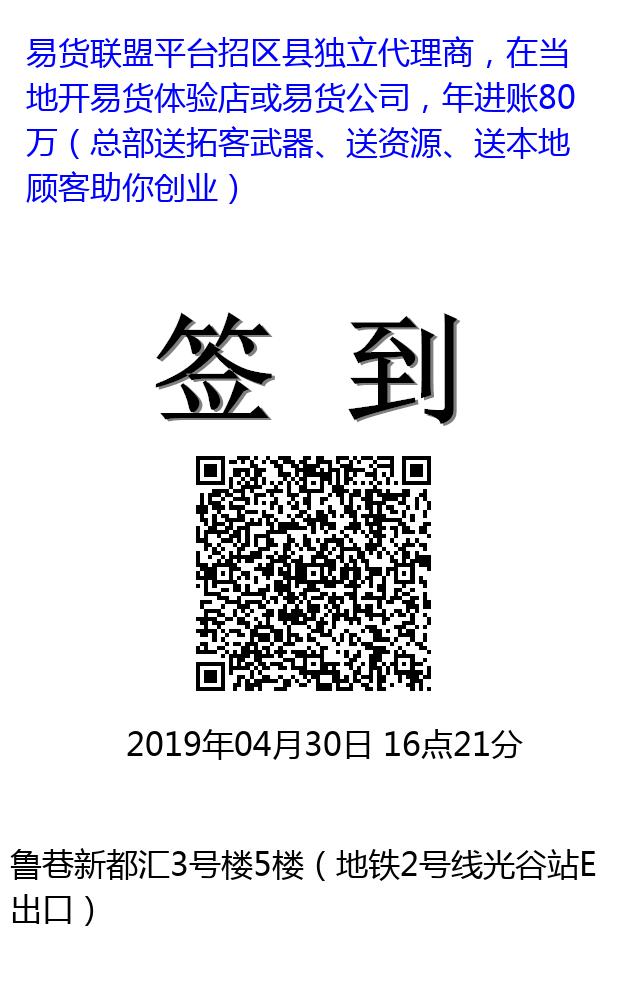 易货联盟平台招区县独立代理商，在当
地开易货体验店或易货公司，年进账80
万（总部送拓客武器、送资源、送本地
顾客助你创业）
签 到
2019年04月30日 16点21分
鲁巷新都汇3号楼5楼（地铁2号线光谷站E
出口）